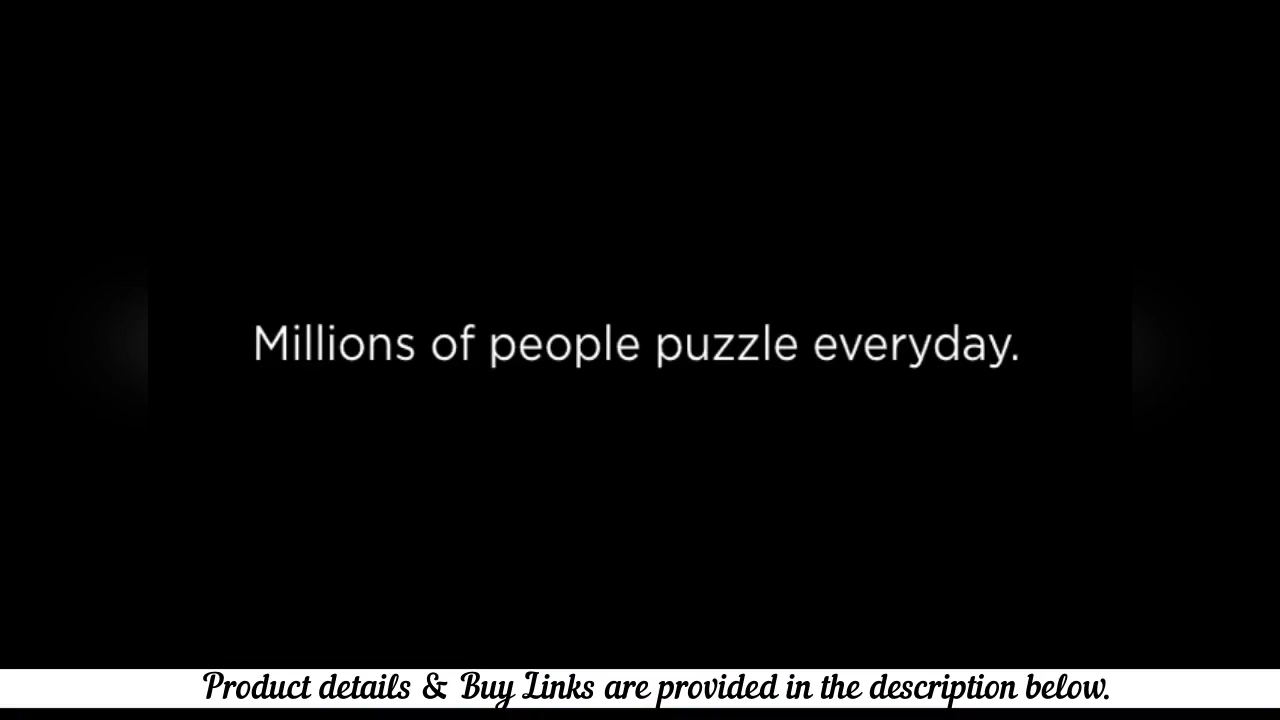 Millions of people puzzle everyday.
Product details & Buy Links are provided in the description below.